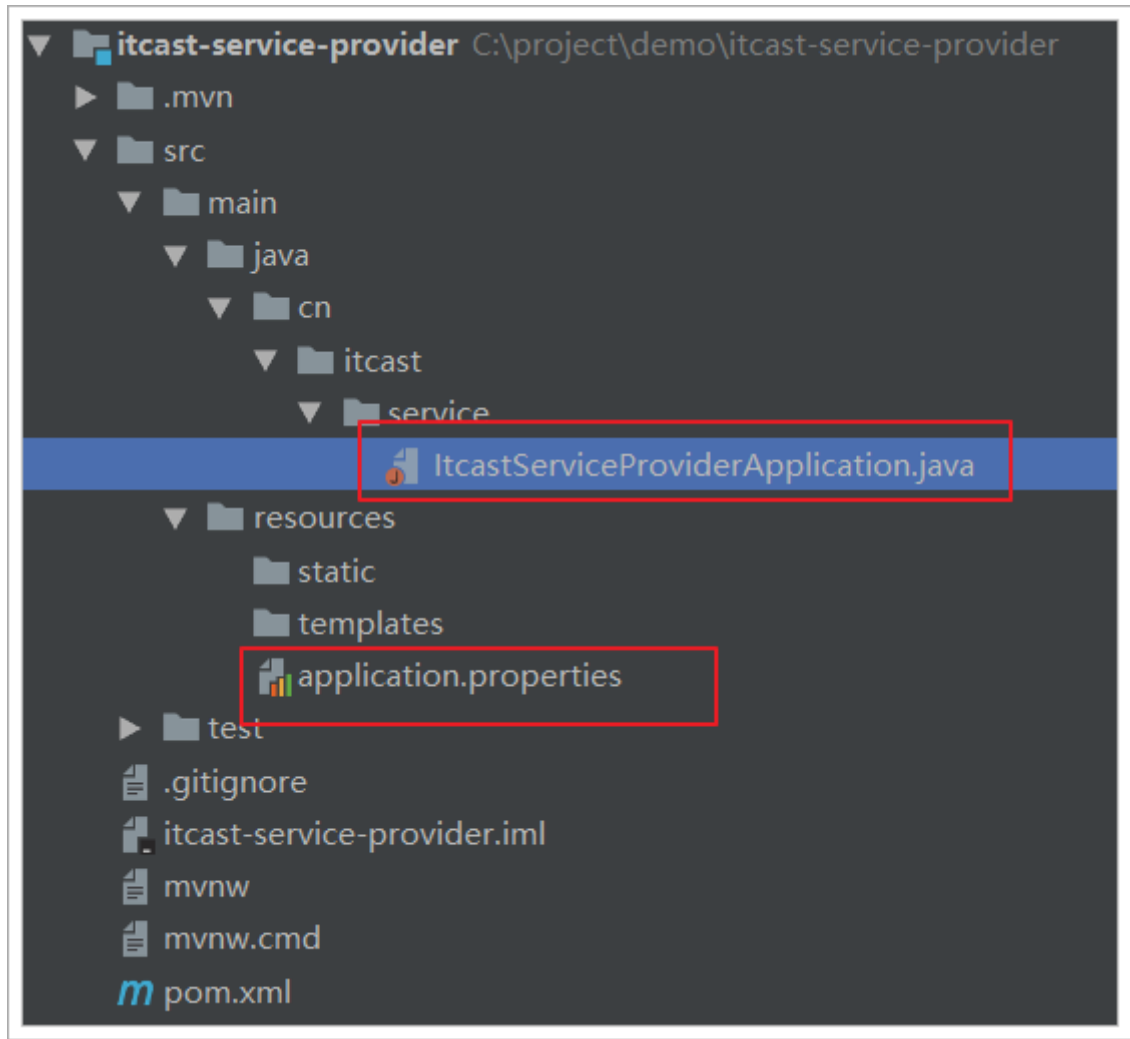 itcast-service-provider C:\project\demo\itcast-service-provider
.mvn
src
main
java
cn
itcast
service
ItcastServiceProviderApplication.java
resources
static
templates
application.properties
test
.gitignore
itcast-service-provider.iml
mvnw
mvnw.cmd
pom.xml